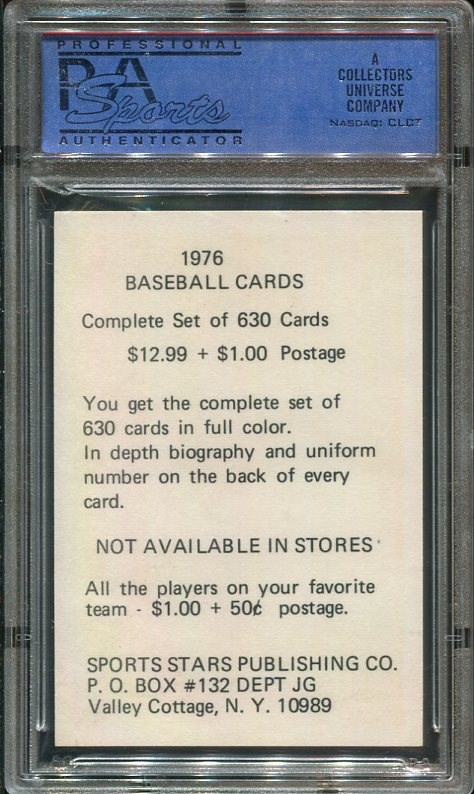 PROFESSIONAL
PSA
Sports
AUTHENTICATOR
A
COLLECTORS
UNIVERSE
COMPANY
NASDAQ: CLCT
1976
BASEBALL CARDS
Complete Set of 630 Cards
$12.99 + $1.00 Postage
You get the complete set of
630 cards in full color.
In depth biography and uniform
number on the back of every
card.
NOT AVAILABLE IN STORES
All the players on your favorite
team - $1.00 + 50¢ postage.
SPORTS STARS PUBLISHING CO.
P. O. BOX #132 DEPT JG
Valley Cottage, N. Y. 10989